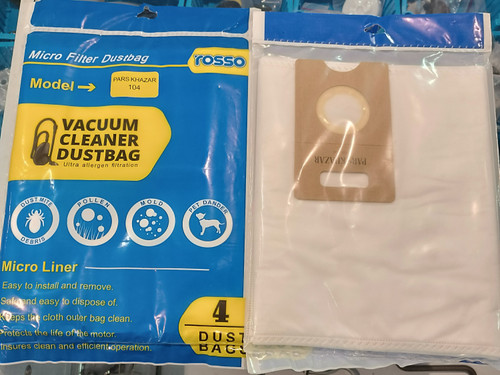 Micro Filter Dustbag
rosso
Model →
PARS KHAZAR
104
VACUUM
CLEANER
DUSTBAG
Ultra allergen filtration
DUST MITE
DEBRIS
POLLEN
MOLD
PET DANDER
Micro Liner
Easy to install and remove.
Safe and easy to dispose of.
Keeps the cloth outer bag clean.
Protects the life of the motor.
Insures clean and efficient operation.
4
DUST
BAGS
PARS KHAZAR